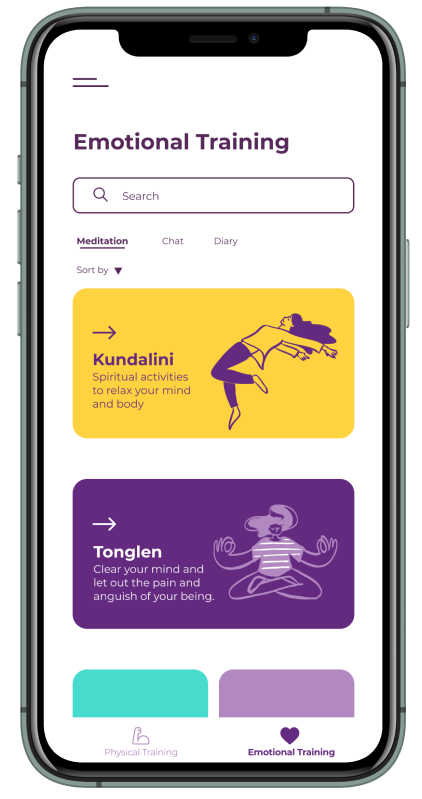 Emotional Training
Search
Meditation Chat Diary
Sort by
Kundalini
Spiritual activities
to relax your mind
and body
Tonglen
Clear your mind and
let out the pain and
anguish of your being.
Physical Training Emotional Training